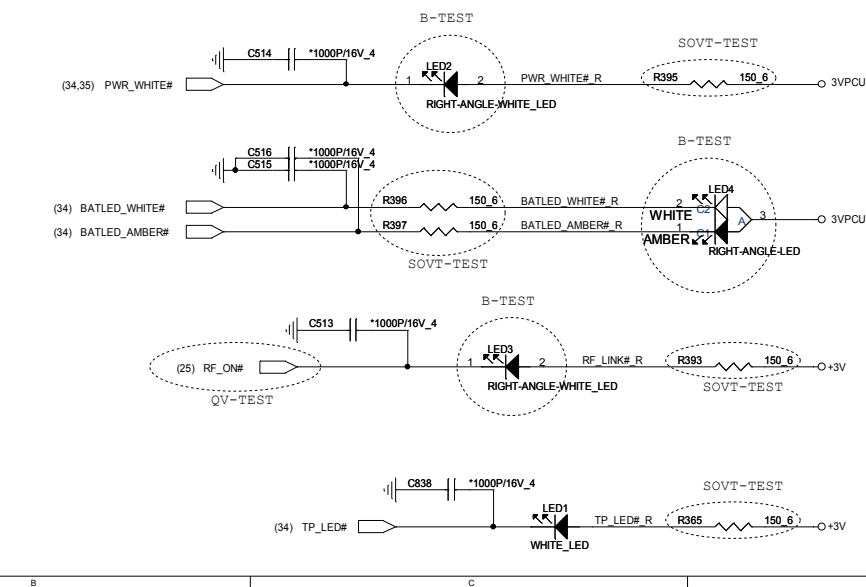 B-TEST
SOVT-TEST
C514 *1000P/16V_4
LED2
(34,35) PWR_WHITE# 1 2 PWR_WHITE#_R R395 150_6 3VPCU
RIGHT-ANGLE-WHITE_LED
B-TEST
C516 *1000P/16V_4
C515 *1000P/16V_4
LED4
(34) BATLED_WHITE# R396 150_6 BATLED_WHITE#_R 2 C2
WHITE A 3 3VPCU
(34) BATLED_AMBER# R397 150_6 BATLED_AMBER#_R 1 C1
AMBER
RIGHT-ANGLE-LED
SOVT-TEST
B-TEST
C513 *1000P/16V_4
LED3
(25) RF_ON# 1 2 RF_LINK#_R R393 150_6 +3V
RIGHT-ANGLE-WHITE_LED
SOVT-TEST
QV-TEST
C838 *1000P/16V_4
SOVT-TEST
LED1
(34) TP_LED# TP_LED#_R R365 150_6 +3V
WHITE_LED
B C